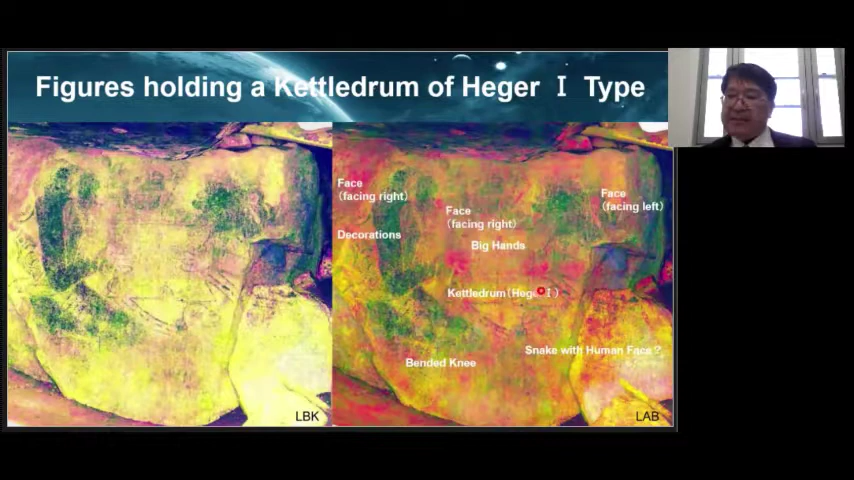 Figures holding a Kettledrum of Heger Ⅰ Type
Face
(facing right)
Face
(facing left)
Face
(facing right)
Decorations
Big Hands
Kettledrum(Heger Ⅰ)
Snake with Human Face ?
Bended Knee
LBK
LAB